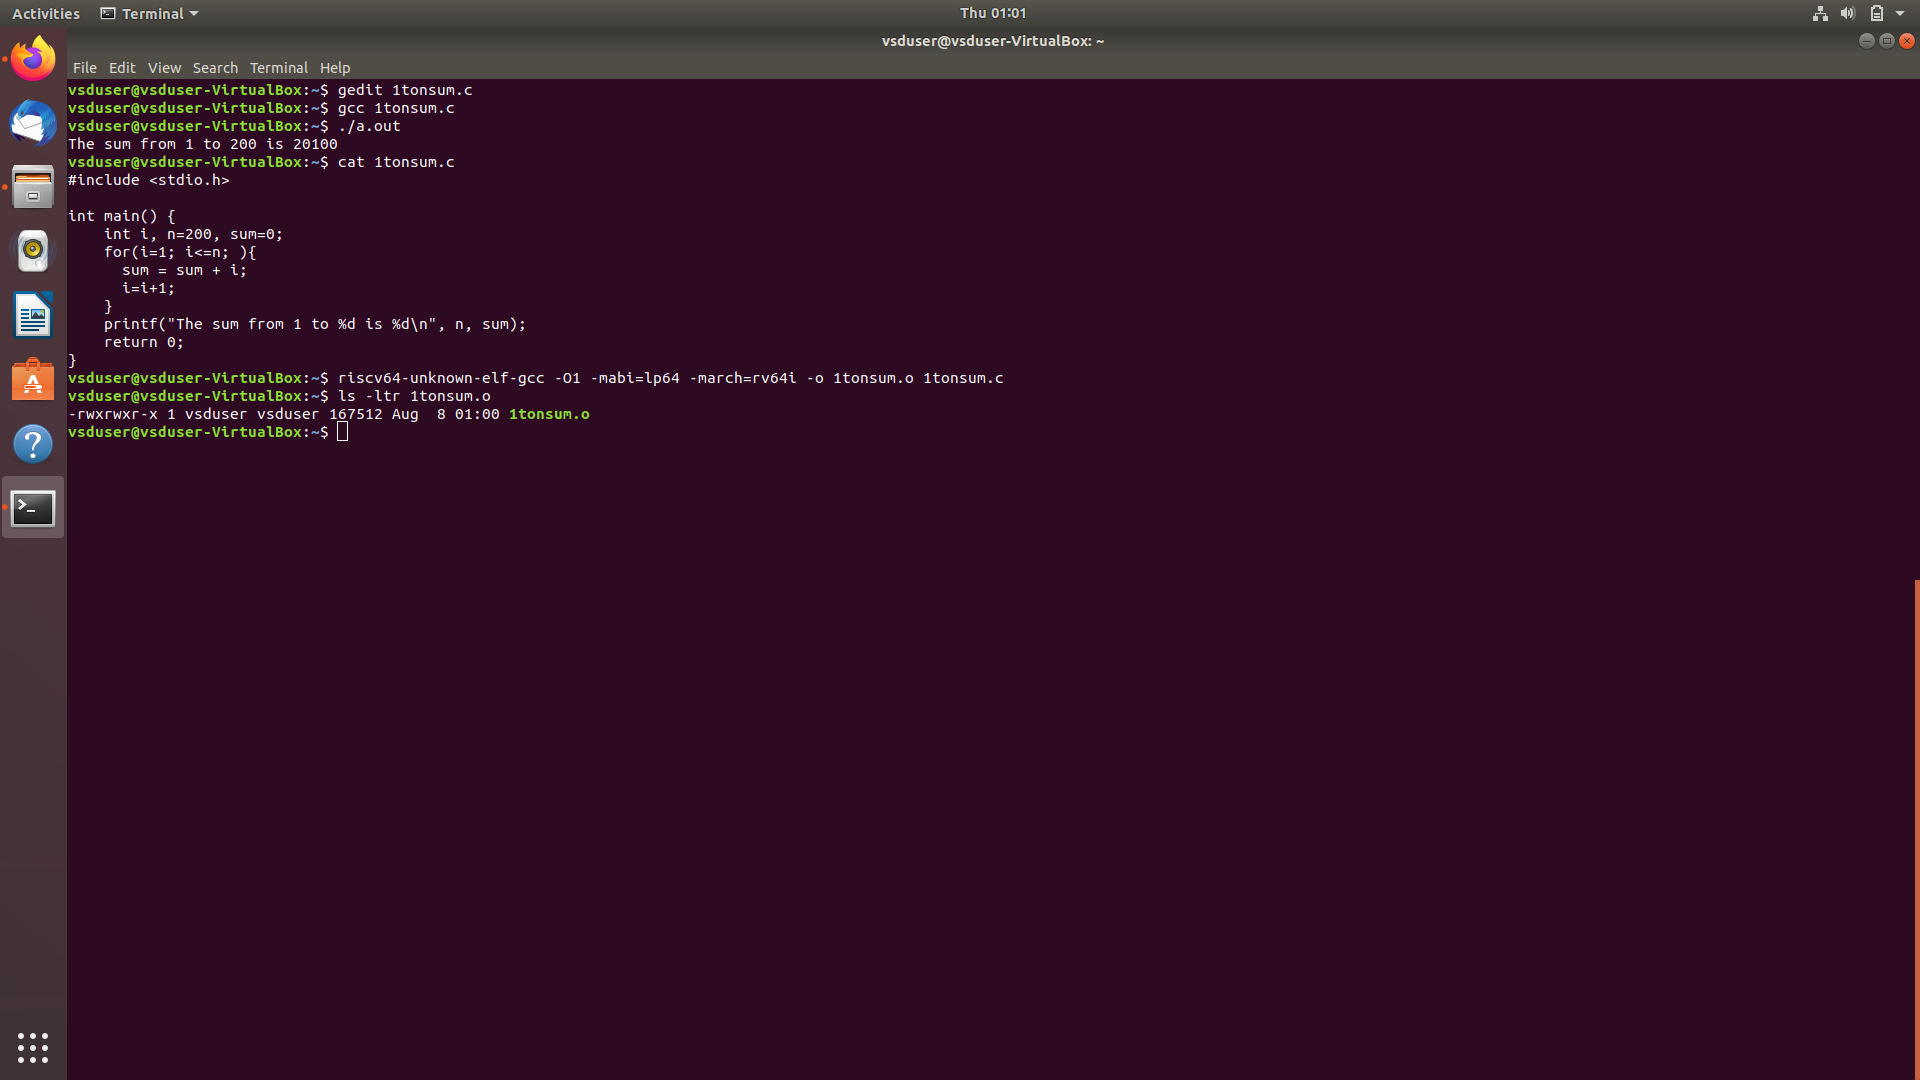 Activities Terminal Thu 01:01
vsduser@vsduser-VirtualBox: ~
File Edit View Search Terminal Help
vsduser@vsduser-VirtualBox:~$ gedit 1tonsum.c
vsduser@vsduser-VirtualBox:~$ gcc 1tonsum.c
vsduser@vsduser-VirtualBox:~$ ./a.out
The sum from 1 to 200 is 20100
vsduser@vsduser-VirtualBox:~$ cat 1tonsum.c
#include <stdio.h>

int main() {
    int i, n=200, sum=0;
    for(i=1; i<=n; ){
      sum = sum + i;
      i=i+1;
    }
    printf("The sum from 1 to %d is %d\n", n, sum);
    return 0;
}
vsduser@vsduser-VirtualBox:~$ riscv64-unknown-elf-gcc -O1 -mabi=lp64 -march=rv64i -o 1tonsum.o 1tonsum.c
vsduser@vsduser-VirtualBox:~$ ls -ltr 1tonsum.o
-rwxrwxr-x 1 vsduser vsduser 167512 Aug  8 01:00 1tonsum.o
vsduser@vsduser-VirtualBox:~$